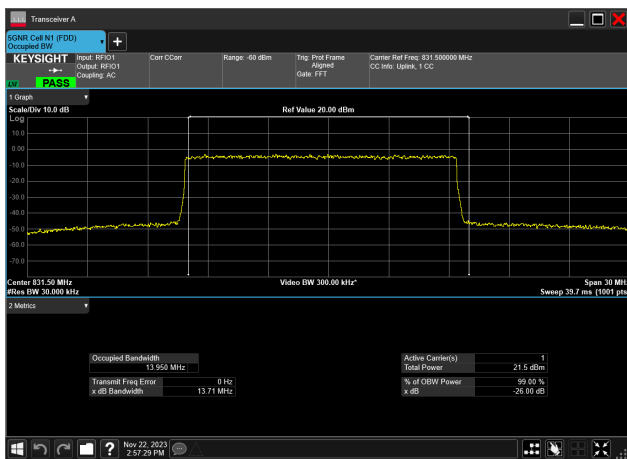 Transceiver A
5GNR Cell N1 (FDD)
Occupied BW
KEYSIGHT
Input: RFIO1
Output: RFIO1
Coupling: AC
Corr CCorr
Range: -60 dBm
Trig: Prot Frame
Aligned
Gate: FFT
Carrier Ref Freq: 831.500000 MHz
CC Info: Uplink, 1 CC
PASS
1 Graph
Scale/Div 10.0 dB
Ref Value 20.00 dBm
Log
10.0
0.00
-10.0
-20.0
-30.0
-40.0
-50.0
-60.0
-70.0
Center 831.50 MHz
Video BW 300.00 kHz*
Span 30 MHz
#Res BW 30.000 kHz
Sweep 39.7 ms (1001 pts
2 Metrics
Occupied Bandwidth
13.950 MHz
Transmit Freq Error 0 Hz
x dB Bandwidth 13.71 MHz
Active Carrier(s) 1
Total Power 21.5 dBm
% of OBW Power 99.00 %
x dB -26.00 dB
?
Nov 22, 2023
2:57:29 PM